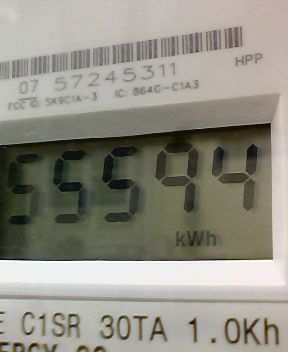 07 57245311 HPP
FCC ID: SK9C1A-3 IC: 864G-C1A3
55594
kWh
E C1SR 30TA 1.0Kh